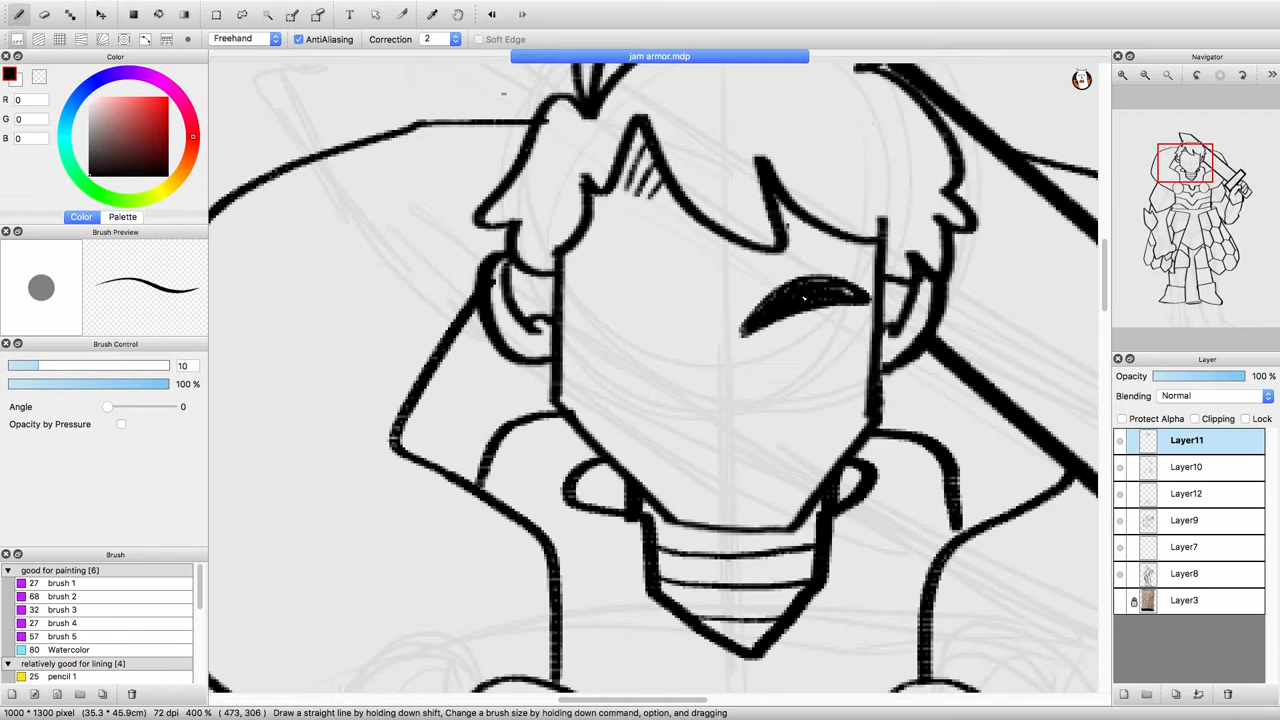 Freehand AntiAliasing Correction 2 Soft Edge
Color
jam armor.mdp
Navigator
R 0
G 0
B 0
Color Palette
Brush Preview
Brush Control
10
100 %
Angle 0
Opacity by Pressure
Brush
good for painting [6]
27 brush 1
68 brush 2
32 brush 3
27 brush 4
57 brush 5
80 Watercolor
relatively good for lining [4]
25 pencil 1
Layer
Opacity 100 %
Blending Normal
Protect Alpha Clipping Lock
Layer11
Layer10
Layer12
Layer9
Layer7
Layer8
Layer3
1000 * 1300 pixel (35.3 * 45.9cm) 72 dpi 400 % ( 473, 306 ) Draw a straight line by holding down shift, Change a brush size by holding down command, option, and dragging